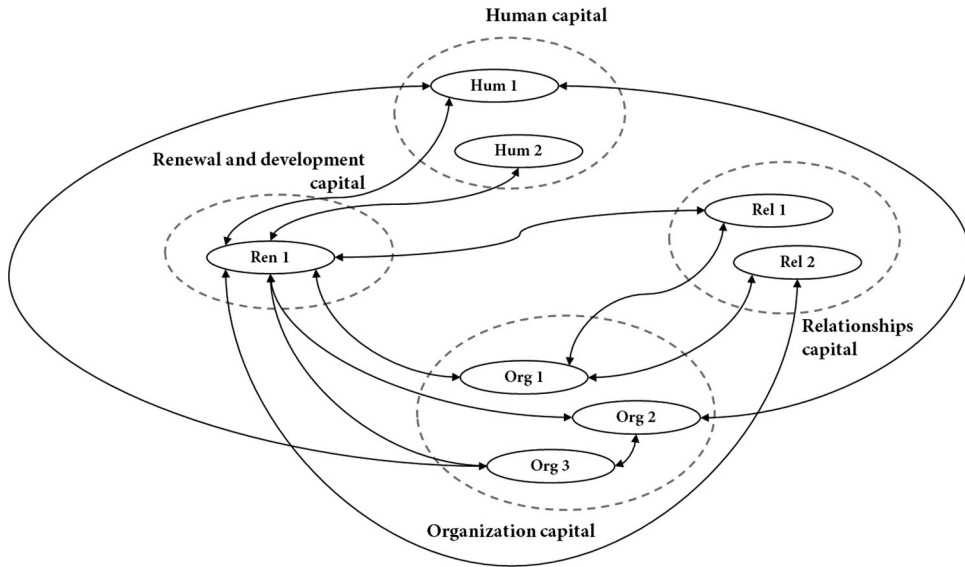 Human capital
Hum 1
Hum 2
Renewal and development
capital
Ren 1
Rel 1
Rel 2
Relationships
capital
Org 1
Org 2
Org 3
Organization capital